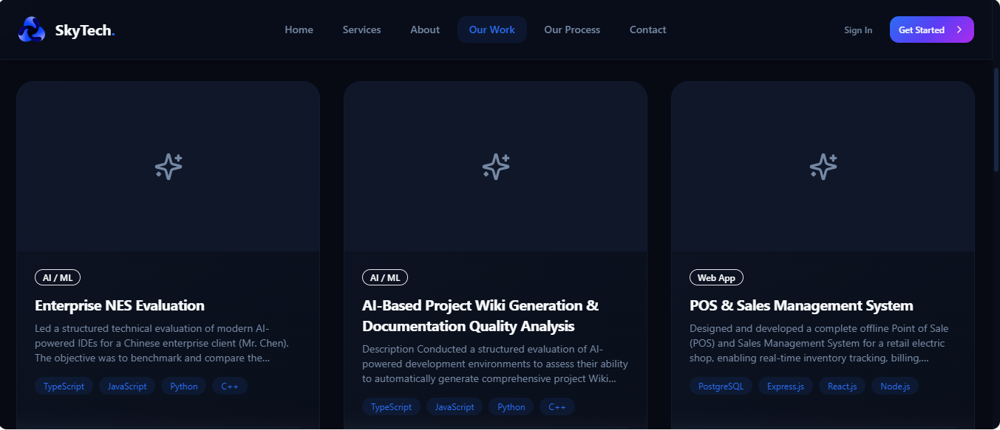 SkyTech.
Home
Services
About
Our Work
Our Process
Contact
Sign In
Get Started
AI / ML
Enterprise NES Evaluation
Led a structured technical evaluation of modern AI-
powered IDEs for a Chinese enterprise client (Mr. Chen).
The objective was to benchmark and compare the...
TypeScript
JavaScript
Python
C++
AI / ML
AI-Based Project Wiki Generation &
Documentation Quality Analysis
Description Conducted a structured evaluation of AI-
powered development environments to assess their ability
to automatically generate comprehensive project Wiki...
TypeScript
JavaScript
Python
C++
Web App
POS & Sales Management System
Designed and developed a complete offline Point of Sale
(POS) and Sales Management System for a retail electric
shop, enabling real-time inventory tracking, billing,...
PostgreSQL
Express.js
React.js
Node.js